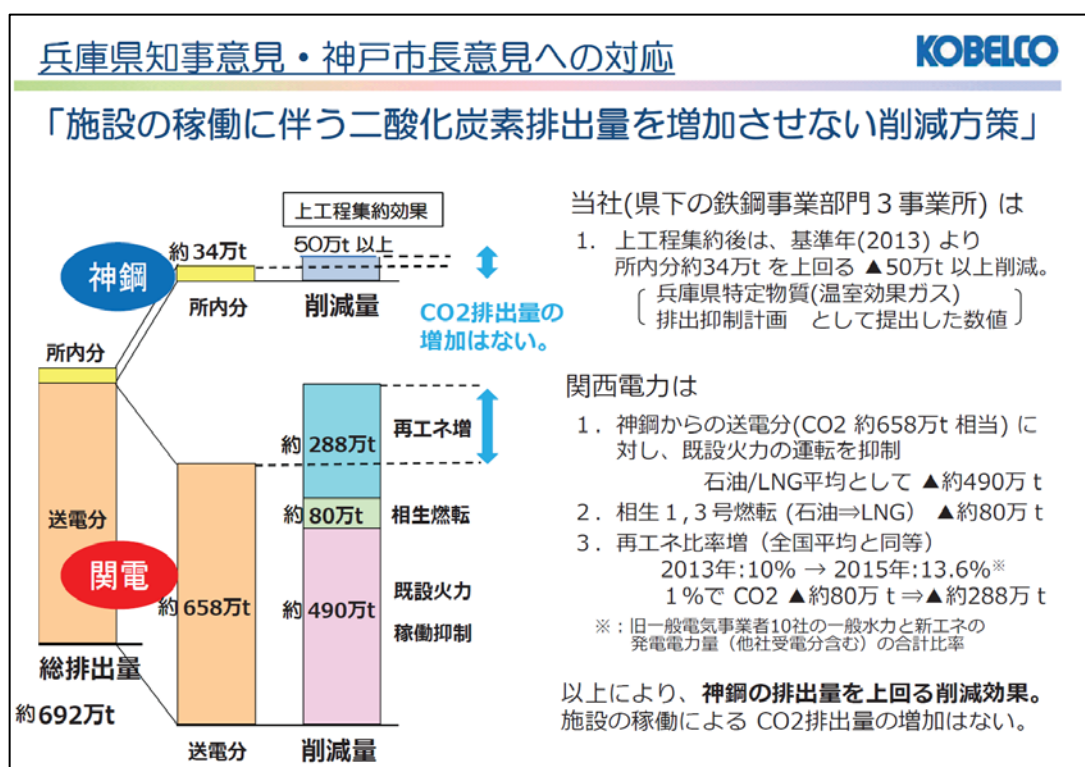 兵庫県知事意見・神戸市長意見への対応
KOBELCO
「施設の稼働に伴う二酸化炭素排出量を増加させない削減方策」
上工程集約効果
約34万t
50万t 以上
神鋼
所内分
削減量
CO2排出量の
増加はない。
所内分
再エネ増
約 288万t
送電分
約 80万t
相生燃転
関電
約 658万t
約 490万t
既設火力
稼働抑制
総排出量
約692万t
送電分
削減量
当社(県下の鉄鋼事業部門3事業所) は
1. 上工程集約後は、基準年(2013) より
所内分約34万t を上回る ▲50万t 以上削減。
兵庫県特定物質(温室効果ガス)
排出抑制計画 として提出した数値
関西電力は
1. 神鋼からの送電分(CO2 約658万t 相当) に
対し、既設火力の運転を抑制
石油/LNG平均として ▲約490万 t
2. 相生1,3号燃転 (石油⇒LNG) ▲約80万 t
3. 再エネ比率増（全国平均と同等）
2013年:10% → 2015年:13.6%※
1%で CO2 ▲約80万 t ⇒▲約288万 t
※：旧一般電気事業者10社の一般水力と新エネの
発電電力量（他社受電分含む）の合計比率
以上により、神鋼の排出量を上回る削減効果。
施設の稼働による CO2排出量の増加はない。